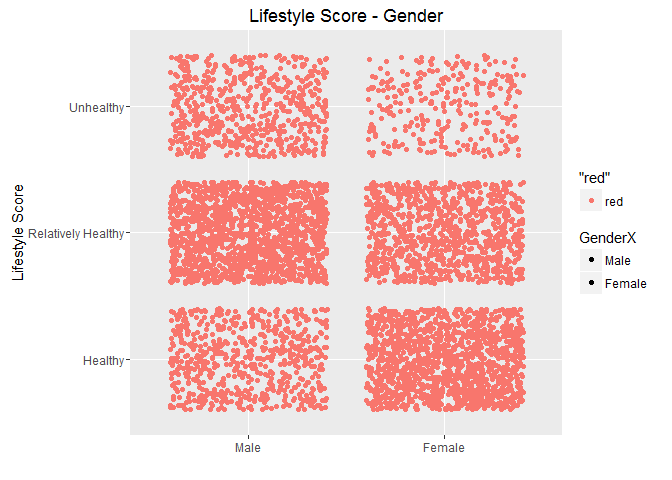 Lifestyle Score - Gender
Unhealthy
Relatively Healthy
Healthy
Lifestyle Score
Male
Female
"red"
red
GenderX
Male
Female